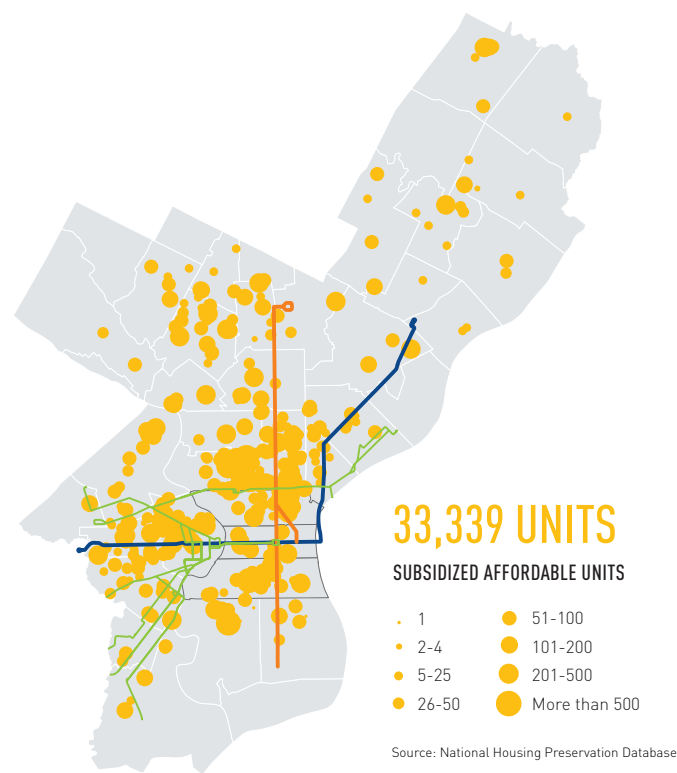 33,339 UNITS
SUBSIDIZED AFFORDABLE UNITS
1
2-4
5-25
26-50
51-100
101-200
201-500
More than 500
Source: National Housing Preservation Database